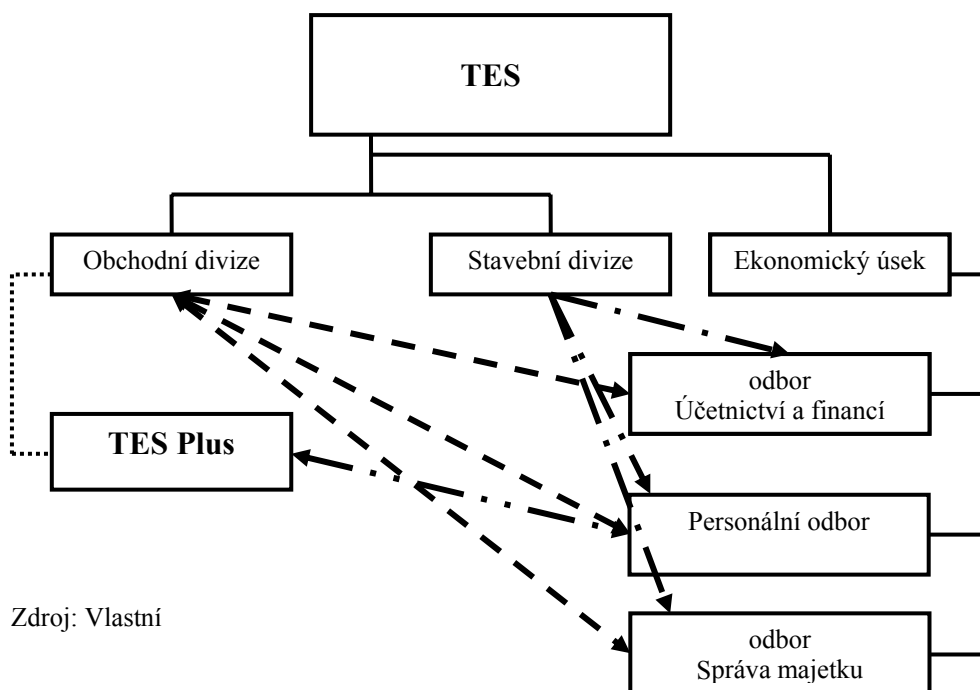 TES
Obchodní divize
Stavební divize
Ekonomický úsek
odbor
Účetnictví a financí
TES Plus
Personální odbor
Zdroj: Vlastní
odbor
Správa majetku